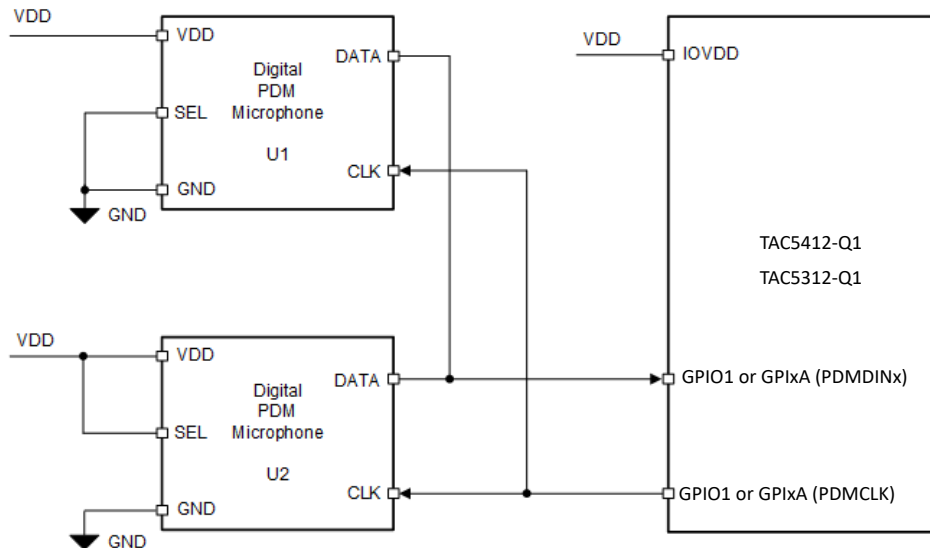 VDD
VDD
DATA
Digital
PDM
Microphone
SEL
U1
CLK
GND
GND
VDD
IOVDD
TAC5412-Q1
TAC5312-Q1
VDD
VDD
DATA
Digital
PDM
Microphone
SEL
U2
CLK
GND
GND
GPIO1 or GPIxA (PDMDINx)
GPIO1 or GPIxA (PDMCLK)